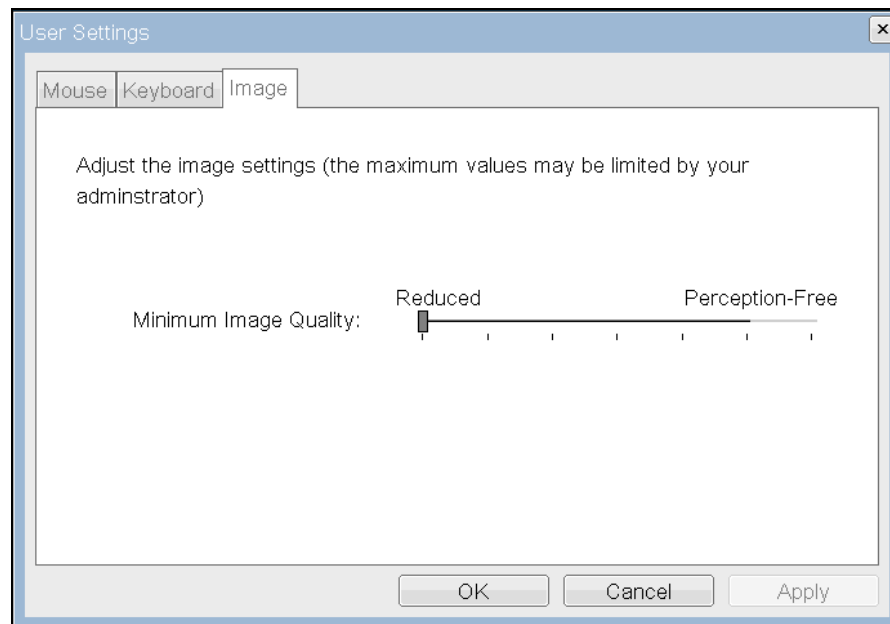 User Settings
Mouse Keyboard Image
Adjust the image settings (the maximum values may be limited by your
adminstrator)
Reduced Perception-Free
Minimum Image Quality:
OK Cancel Apply